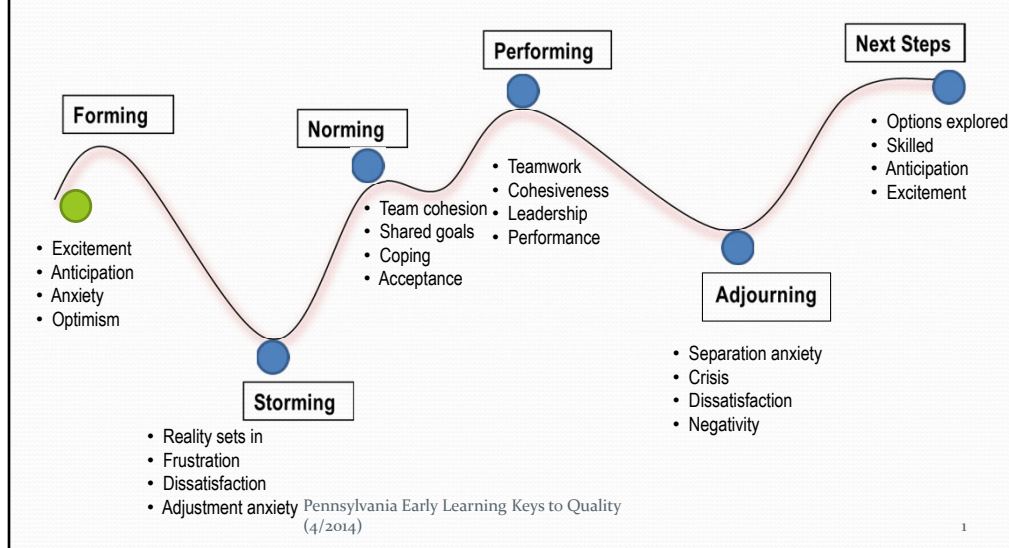 Forming
• Excitement
• Anticipation
• Anxiety
• Optimism
Storming
• Reality sets in
• Frustration
• Dissatisfaction
• Adjustment anxiety
Norming
• Team cohesion
• Shared goals
• Coping
• Acceptance
Performing
• Teamwork
• Cohesiveness
• Leadership
• Performance
Adjourning
• Separation anxiety
• Crisis
• Dissatisfaction
• Negativity
Next Steps
• Options explored
• Skilled
• Anticipation
• Excitement
Pennsylvania Early Learning Keys to Quality
(4/2014)
1